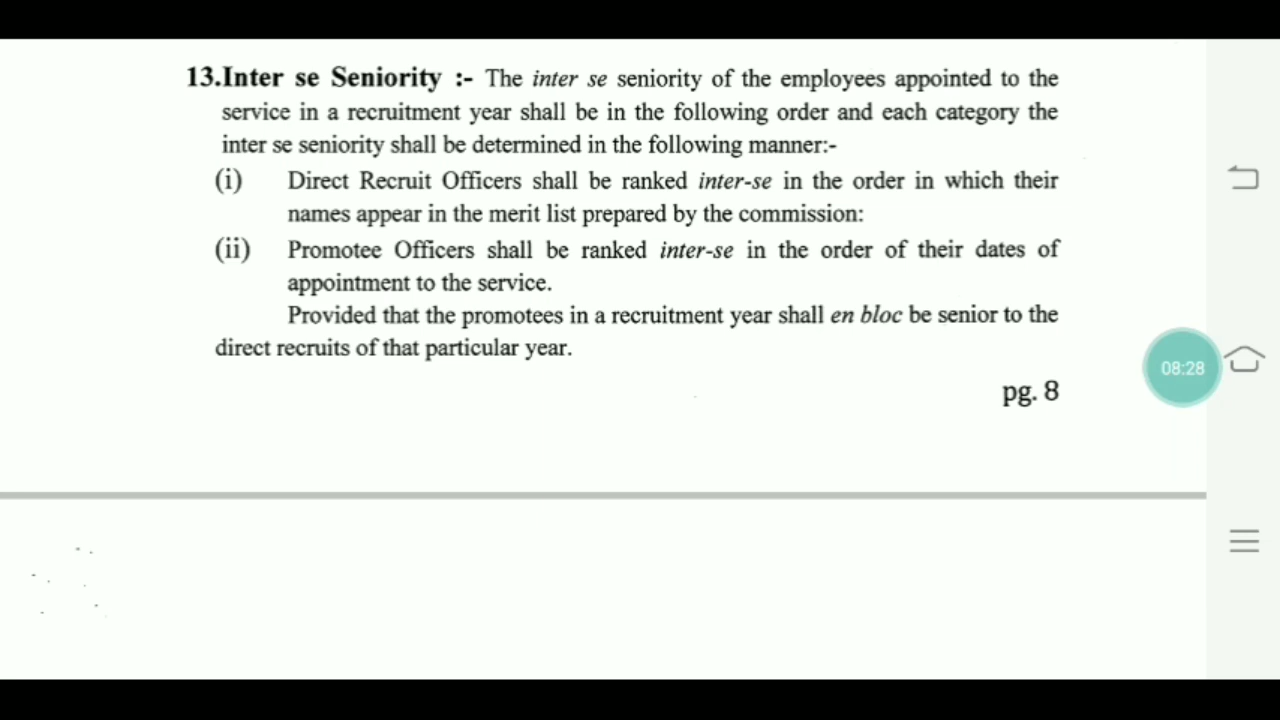 13.Inter se Seniority :- The inter se seniority of the employees appointed to the
service in a recruitment year shall be in the following order and each category the
inter se seniority shall be determined in the following manner:-
(i) Direct Recruit Officers shall be ranked inter-se in the order in which their
names appear in the merit list prepared by the commission:
(ii) Promotee Officers shall be ranked inter-se in the order of their dates of
appointment to the service.
Provided that the promotees in a recruitment year shall en bloc be senior to the
direct recruits of that particular year.
08:28
pg. 8